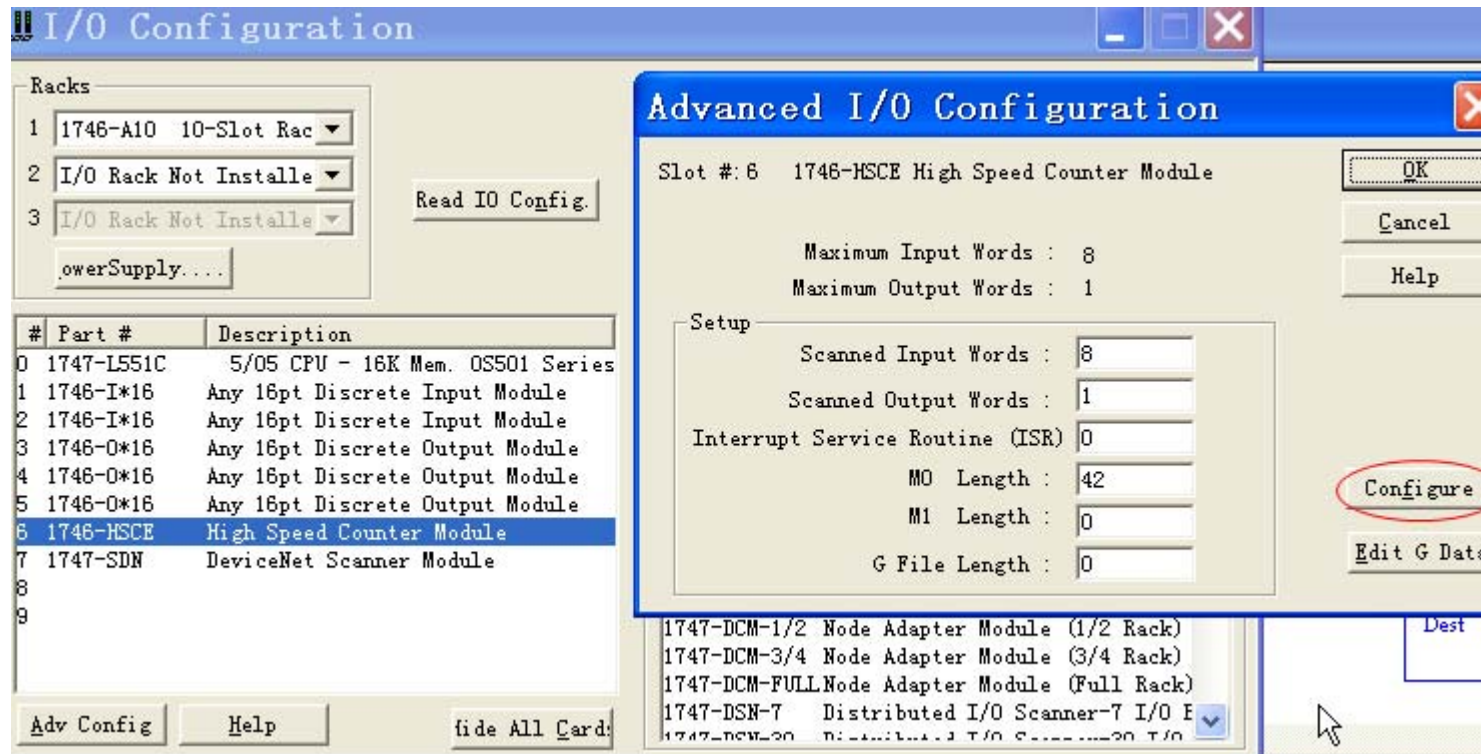 I/O Configuration
Racks
1 1746-A10 10-Slot Rac
2 I/O Rack Not Installe
3 I/O Rack Not Installe
Read IO Config.
owerSupply....
# Part # Description
0 1747-L551C 5/05 CPU - 16K Mem. OS501 Series
1 1746-I*16 Any 16pt Discrete Input Module
2 1746-I*16 Any 16pt Discrete Input Module
3 1746-O*16 Any 16pt Discrete Output Module
4 1746-O*16 Any 16pt Discrete Output Module
5 1746-O*16 Any 16pt Discrete Output Module
6 1746-HSCE High Speed Counter Module
7 1747-SDN DeviceNet Scanner Module
8
9
Adv Config
Help
Hide All Card
Advanced I/O Configuration
Slot #: 6 1746-HSCE High Speed Counter Module
Maximum Input Words : 8
Maximum Output Words : 1
Setup
Scanned Input Words : 8
Scanned Output Words : 1
Interrupt Service Routine (ISR) 0
M0 Length : 42
M1 Length : 0
G File Length : 0
OK
Cancel
Help
Configure
Edit G Data
1747-DCM-1/2 Node Adapter Module (1/2 Rack)
1747-DCM-3/4 Node Adapter Module (3/4 Rack)
1747-DCM-FULL Node Adapter Module (Full Rack)
1747-DSN-7 Distributed I/O Scanner-7 I/O
Dest